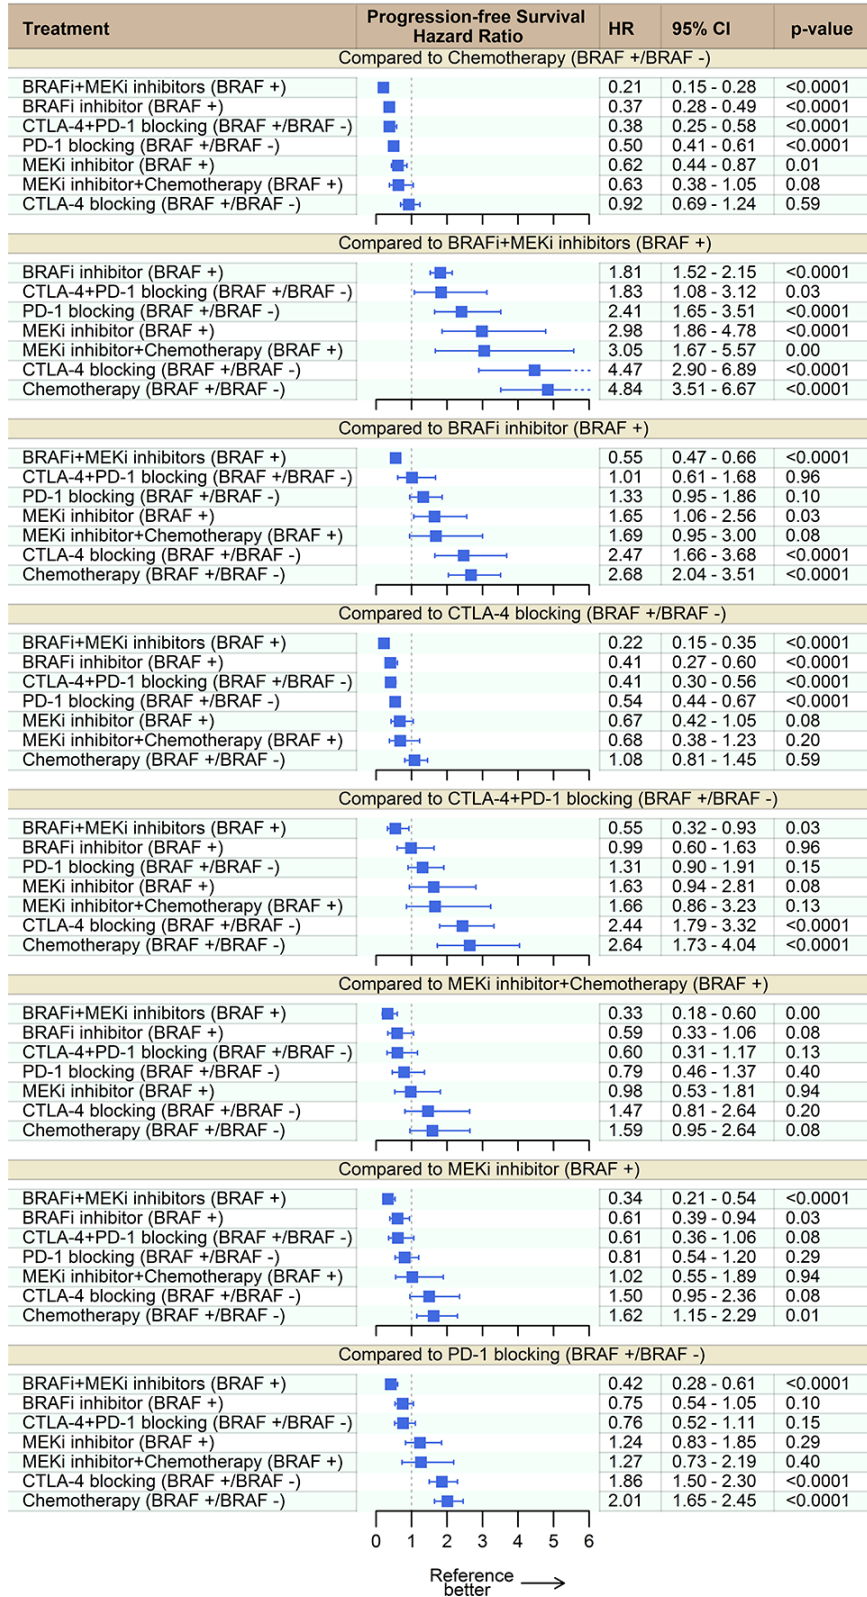 Treatment Progression-free Survival Hazard Ratio HR 95% CI p-value
Compared to Chemotherapy (BRAF +/BRAF -)
BRAFi+MEKi inhibitors (BRAF +) 0.21 0.15 - 0.28 <0.0001
BRAFi inhibitor (BRAF +) 0.37 0.28 - 0.49 <0.0001
CTLA-4+PD-1 blocking (BRAF +/BRAF -) 0.38 0.25 - 0.58 <0.0001
PD-1 blocking (BRAF +/BRAF -) 0.50 0.41 - 0.61 <0.0001
MEKi inhibitor (BRAF +) 0.62 0.44 - 0.87 0.01
MEKi inhibitor+Chemotherapy (BRAF +) 0.63 0.38 - 1.05 0.08
CTLA-4 blocking (BRAF +/BRAF -) 0.92 0.69 - 1.24 0.59
Compared to BRAFi+MEKi inhibitors (BRAF +)
BRAFi inhibitor (BRAF +) 1.81 1.52 - 2.15 <0.0001
CTLA-4+PD-1 blocking (BRAF +/BRAF -) 1.83 1.08 - 3.12 0.03
PD-1 blocking (BRAF +/BRAF -) 2.41 1.65 - 3.51 <0.0001
MEKi inhibitor (BRAF +) 2.98 1.86 - 4.78 <0.0001
MEKi inhibitor+Chemotherapy (BRAF +) 3.05 1.67 - 5.57 0.00
CTLA-4 blocking (BRAF +/BRAF -) 4.47 2.90 - 6.89 <0.0001
Chemotherapy (BRAF +/BRAF -) 4.84 3.51 - 6.67 <0.0001
Compared to BRAFi inhibitor (BRAF +)
BRAFi+MEKi inhibitors (BRAF +) 0.55 0.47 - 0.66 <0.0001
CTLA-4+PD-1 blocking (BRAF +/BRAF -) 1.01 0.61 - 1.68 0.96
PD-1 blocking (BRAF +/BRAF -) 1.33 0.95 - 1.86 0.10
MEKi inhibitor (BRAF +) 1.65 1.06 - 2.56 0.03
MEKi inhibitor+Chemotherapy (BRAF +) 1.69 0.95 - 3.00 0.08
CTLA-4 blocking (BRAF +/BRAF -) 2.47 1.66 - 3.68 <0.0001
Chemotherapy (BRAF +/BRAF -) 2.68 2.04 - 3.51 <0.0001
Compared to CTLA-4 blocking (BRAF +/BRAF -)
BRAFi+MEKi inhibitors (BRAF +) 0.22 0.15 - 0.35 <0.0001
BRAFi inhibitor (BRAF +) 0.41 0.27 - 0.60 <0.0001
CTLA-4+PD-1 blocking (BRAF +/BRAF -) 0.41 0.30 - 0.56 <0.0001
PD-1 blocking (BRAF +/BRAF -) 0.54 0.44 - 0.67 <0.0001
MEKi inhibitor (BRAF +) 0.67 0.42 - 1.05 0.08
MEKi inhibitor+Chemotherapy (BRAF +) 0.68 0.38 - 1.23 0.20
Chemotherapy (BRAF +/BRAF -) 1.08 0.81 - 1.45 0.59
Compared to CTLA-4+PD-1 blocking (BRAF +/BRAF -)
BRAFi+MEKi inhibitors (BRAF +) 0.55 0.32 - 0.93 0.03
BRAFi inhibitor (BRAF +) 0.99 0.60 - 1.63 0.96
PD-1 blocking (BRAF +/BRAF -) 1.31 0.90 - 1.91 0.15
MEKi inhibitor (BRAF +) 1.63 0.94 - 2.81 0.08
MEKi inhibitor+Chemotherapy (BRAF +) 1.66 0.86 - 3.23 0.13
CTLA-4 blocking (BRAF +/BRAF -) 2.44 1.79 - 3.32 <0.0001
Chemotherapy (BRAF +/BRAF -) 2.64 1.73 - 4.04 <0.0001
Compared to MEKi inhibitor+Chemotherapy (BRAF +)
BRAFi+MEKi inhibitors (BRAF +) 0.33 0.18 - 0.60 0.00
BRAFi inhibitor (BRAF +) 0.59 0.33 - 1.06 0.08
CTLA-4+PD-1 blocking (BRAF +/BRAF -) 0.60 0.31 - 1.17 0.13
PD-1 blocking (BRAF +/BRAF -) 0.79 0.46 - 1.37 0.40
MEKi inhibitor (BRAF +) 0.98 0.53 - 1.81 0.94
CTLA-4 blocking (BRAF +/BRAF -) 1.47 0.81 - 2.64 0.20
Chemotherapy (BRAF +/BRAF -) 1.59 0.95 - 2.64 0.08
Compared to MEKi inhibitor (BRAF +)
BRAFi+MEKi inhibitors (BRAF +) 0.34 0.21 - 0.54 <0.0001
BRAFi inhibitor (BRAF +) 0.61 0.39 - 0.94 0.03
CTLA-4+PD-1 blocking (BRAF +/BRAF -) 0.61 0.36 - 1.06 0.08
PD-1 blocking (BRAF +/BRAF -) 0.81 0.54 - 1.20 0.29
MEKi inhibitor+Chemotherapy (BRAF +) 1.02 0.55 - 1.89 0.94
CTLA-4 blocking (BRAF +/BRAF -) 1.50 0.95 - 2.36 0.08
Chemotherapy (BRAF +/BRAF -) 1.62 1.15 - 2.29 0.01
Compared to PD-1 blocking (BRAF +/BRAF -)
BRAFi+MEKi inhibitors (BRAF +) 0.42 0.28 - 0.61 <0.0001
BRAFi inhibitor (BRAF +) 0.75 0.54 - 1.05 0.10
CTLA-4+PD-1 blocking (BRAF +/BRAF -) 0.76 0.52 - 1.11 0.15
MEKi inhibitor (BRAF +) 1.24 0.83 - 1.85 0.29
MEKi inhibitor+Chemotherapy (BRAF +) 1.27 0.73 - 2.19 0.40
CTLA-4 blocking (BRAF +/BRAF -) 1.86 1.50 - 2.30 <0.0001
Chemotherapy (BRAF +/BRAF -) 2.01 1.65 - 2.45 <0.0001
0 1 2 3 4 5 6
Reference
better